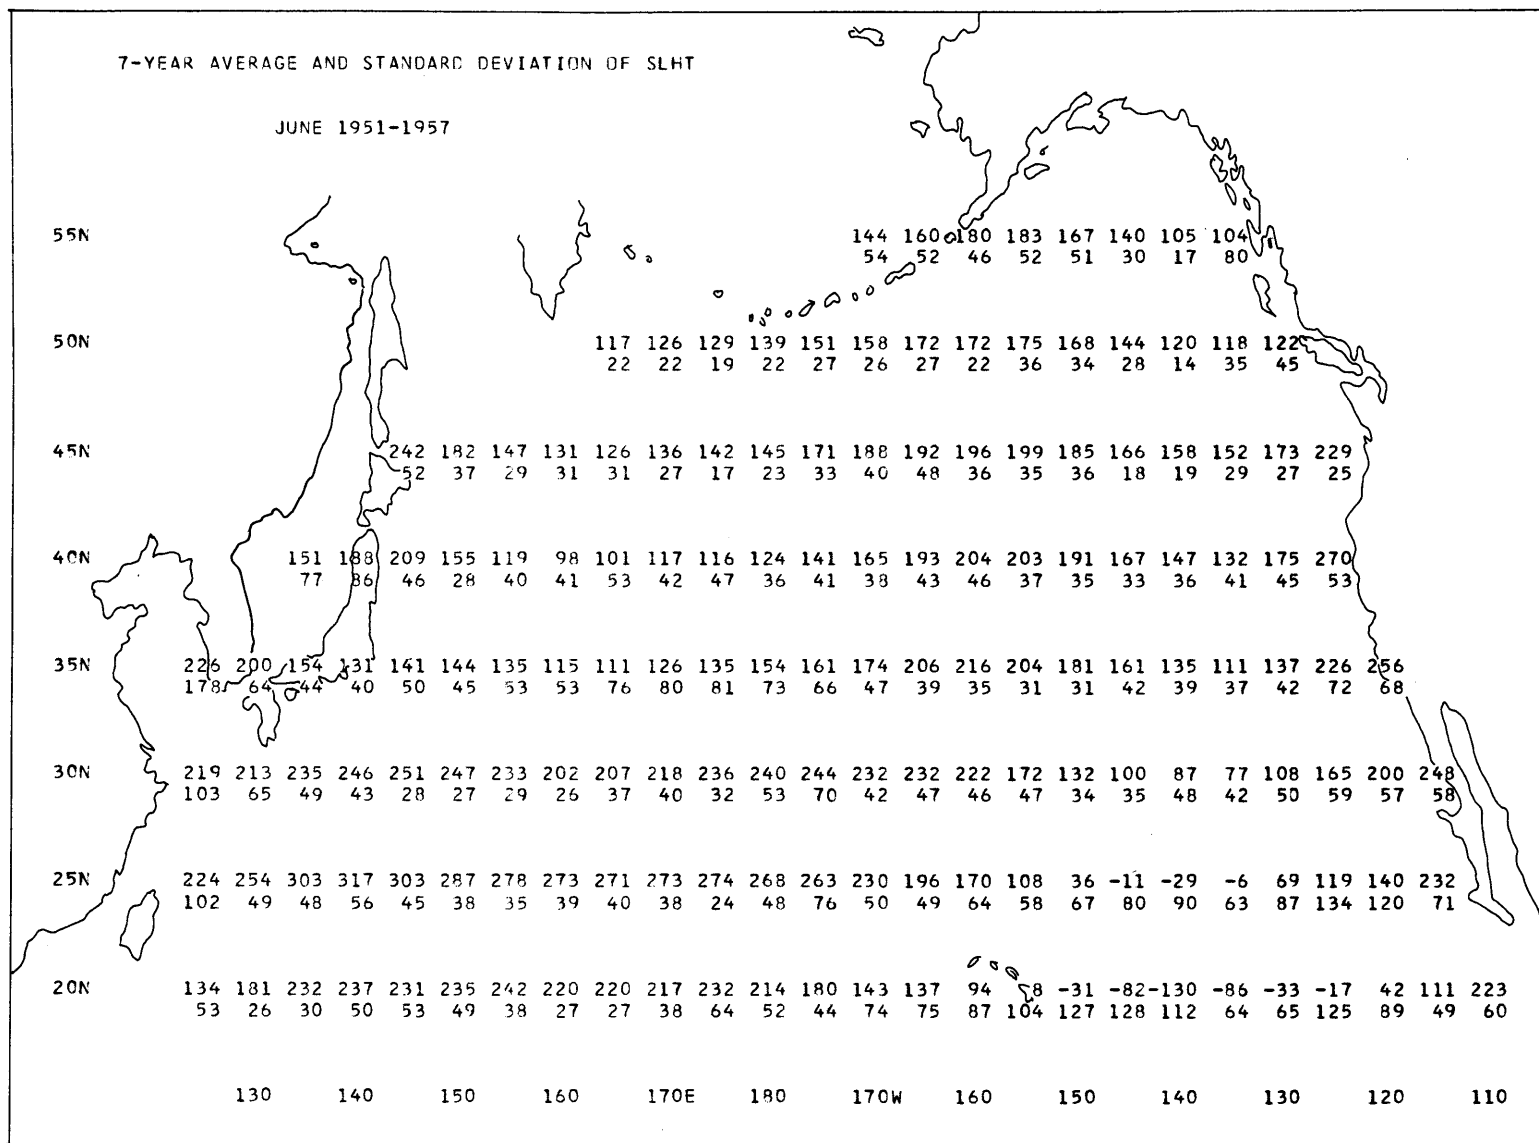 7-YEAR AVERAGE AND STANDARD DEVIATION OF SLHT
JUNE 1951-1957
55N 144 160 180 183 167 140 105 104
54 52 46 52 51 30 17 80
50N 117 126 129 139 151 158 172 172 175 168 144 120 118 122
22 22 19 22 27 26 27 22 36 34 28 14 35 45
45N 242 182 147 131 126 136 142 145 171 188 192 196 199 185 166 158 152 173 229
52 37 29 31 31 27 17 23 33 40 48 36 35 36 18 19 29 27 25
40N 151 188 209 155 119 98 101 117 116 124 141 165 193 204 203 191 167 147 132 175 270
77 86 46 28 40 41 53 42 47 36 41 38 43 46 37 35 33 36 41 45 53
35N 226 200 154 131 141 144 135 115 111 126 135 154 161 174 206 216 204 181 161 135 111 137 226 256
178 64 44 40 50 45 53 53 76 80 81 73 66 47 39 35 31 31 42 39 37 42 72 68
30N 219 213 235 246 251 247 233 202 207 218 236 240 244 232 232 222 172 132 100 87 77 108 165 200 248
103 65 49 43 28 27 29 26 37 40 32 53 70 42 47 46 47 34 35 48 42 50 59 57 58
25N 224 254 303 317 303 287 278 273 271 273 274 268 263 230 196 170 108 36 -11 -29 -6 69 119 140 232
102 49 48 56 45 38 35 39 40 38 24 48 76 50 49 64 58 67 80 90 63 87 134 120 71
20N 134 181 232 237 231 235 242 220 220 217 232 214 180 143 137 94 8 -31 -82 -130 -86 -33 -17 42 111 223
53 26 30 50 53 49 38 27 27 38 64 52 44 74 75 87 104 127 128 112 64 65 125 89 49 60
130 140 150 160 170E 180 170W 160 150 140 130 120 110